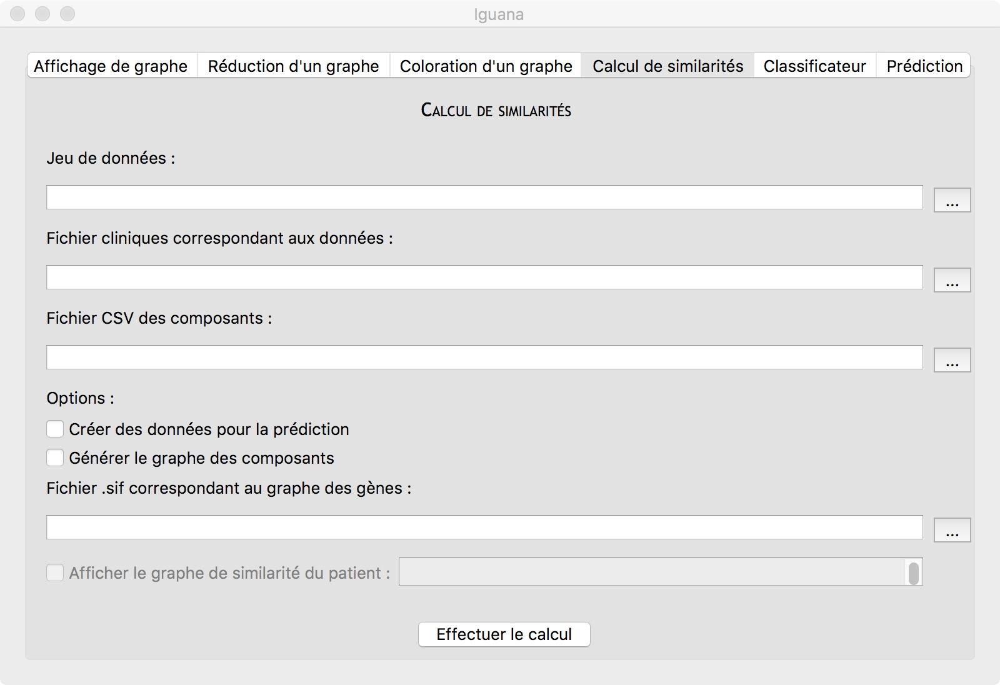 Iguana
Affichage de graphe Réduction d'un graphe Coloration d'un graphe Calcul de similarités Classificateur Prédiction
Calcul de similarités
Jeu de données :
...
Fichier cliniques correspondant aux données :
...
Fichier CSV des composants :
...
Options :
Créer des données pour la prédiction
Générer le graphe des composants
Fichier .sif correspondant au graphe des gènes :
...
Afficher le graphe de similarité du patient :
Effectuer le calcul